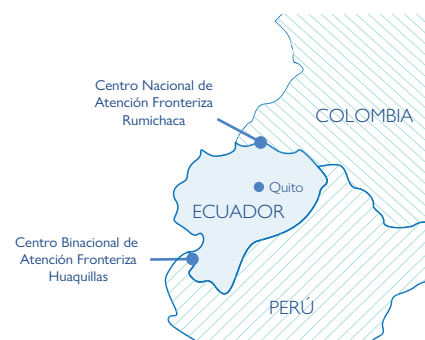 Centro Nacional de
Atención Fronteriza
Rumichaca
COLOMBIA
Quito
ECUADOR
Centro Binacional de
Atención Fronteriza
Huaquillas
PERÚ